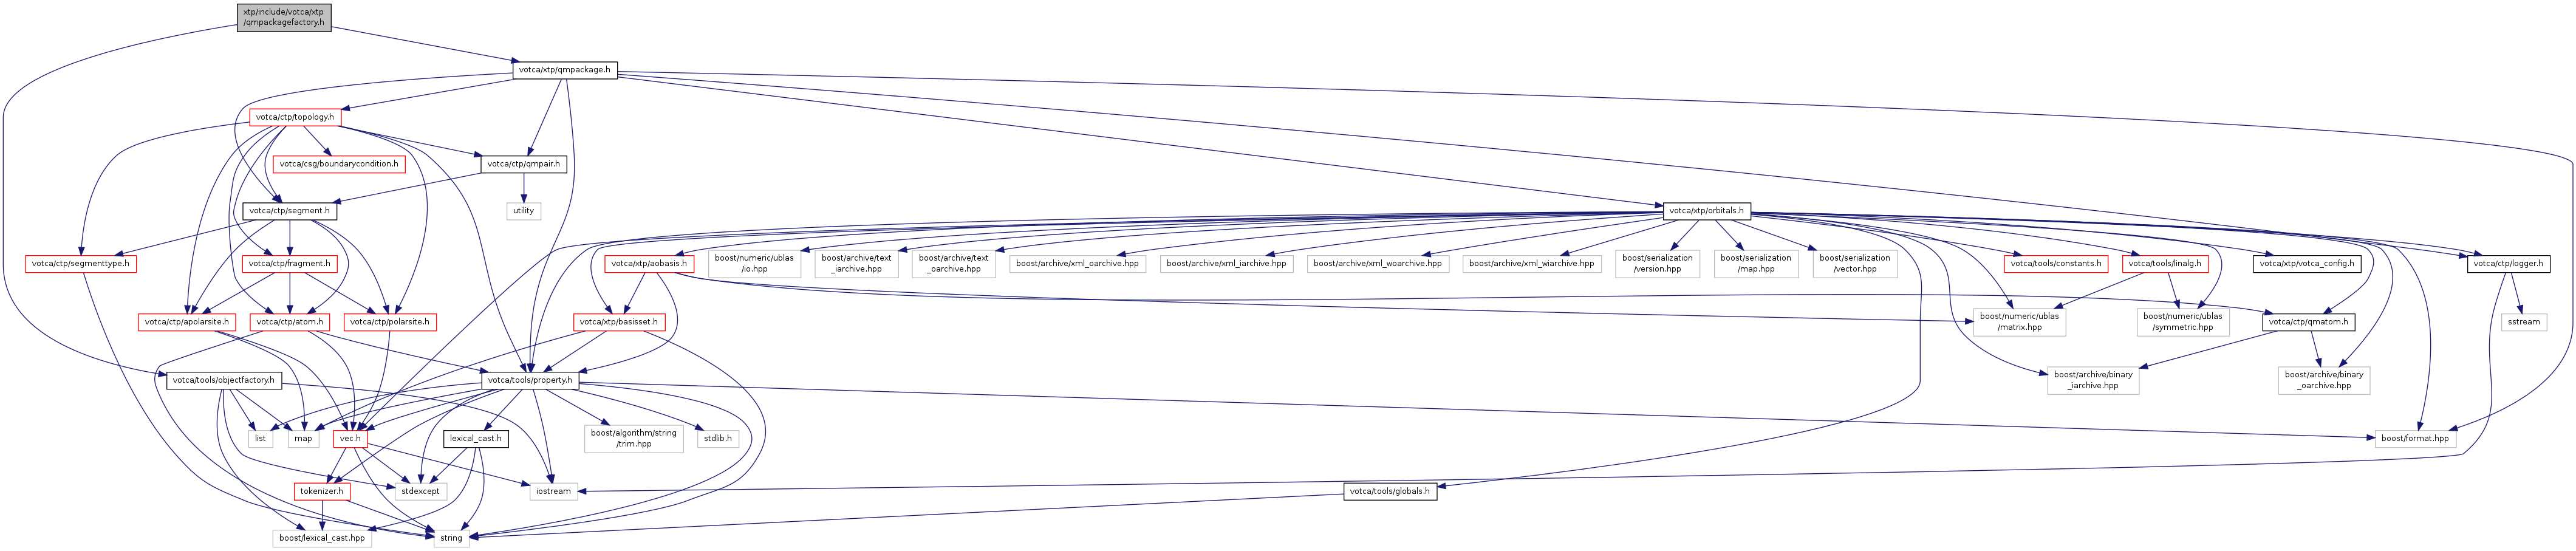 xtp/include/votca/xtp
/qmpackagefactory.h
votca/xtp/qmpackage.h
votca/ctp/topology.h
votca/csg/boundarycondition.h
votca/ctp/qmpair.h
votca/ctp/segment.h
utility
votca/xtp/orbitals.h
votca/ctp/segmenttype.h
votca/ctp/fragment.h
votca/xtp/aobasis.h
boost/numeric/ublas
/io.hpp
boost/archive/text
_iarchive.hpp
boost/archive/text
_oarchive.hpp
boost/archive/xml_oarchive.hpp
boost/archive/xml_iarchive.hpp
boost/archive/xml_woarchive.hpp
boost/archive/xml_wiarchive.hpp
boost/serialization
/version.hpp
boost/serialization
/map.hpp
boost/serialization
/vector.hpp
votca/tools/constants.h
votca/tools/linalg.h
votca/xtp/votca_config.h
votca/ctp/logger.h
votca/ctp/apolarsite.h
votca/ctp/atom.h
votca/ctp/polarsite.h
votca/xtp/basisset.h
boost/numeric/ublas
/matrix.hpp
boost/numeric/ublas
/symmetric.hpp
votca/ctp/qmatom.h
sstream
votca/tools/objectfactory.h
votca/tools/property.h
boost/archive/binary
_iarchive.hpp
boost/archive/binary
_oarchive.hpp
list
map
vec.h
lexical_cast.h
boost/algorithm/string
/trim.hpp
stdlib.h
boost/format.hpp
tokenizer.h
stdexcept
iostream
votca/tools/globals.h
boost/lexical_cast.hpp
string